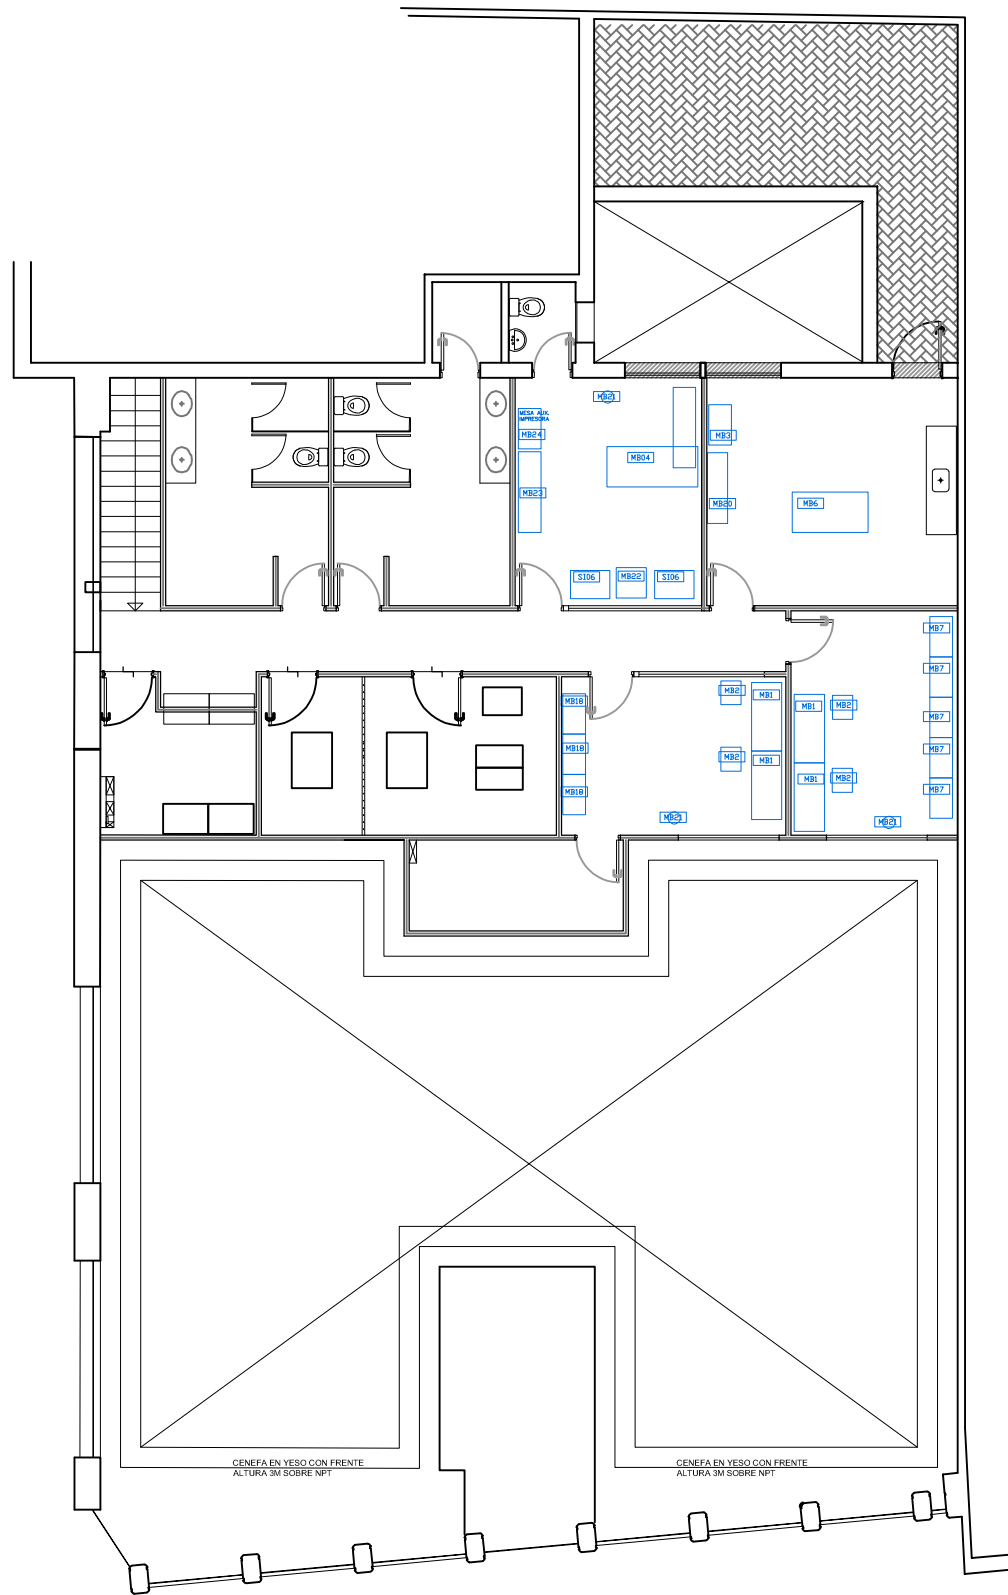 MB21
MESA AUX.
IMPRESORA
MB24
MB3
MB04
MB23
MB20
MB6
SI06
MB22
SI06
MB7
MB7
MB2
MB1
MB18
MB1
MB2
MB7
MB18
MB2
MB1
MB7
MB1
MB2
MB18
MB7
MB21
MB21
CENEFA EN YESO CON FRENTE
ALTURA 3M SOBRE NPT
CENEFA EN YESO CON FRENTE
ALTURA 3M SOBRE NPT